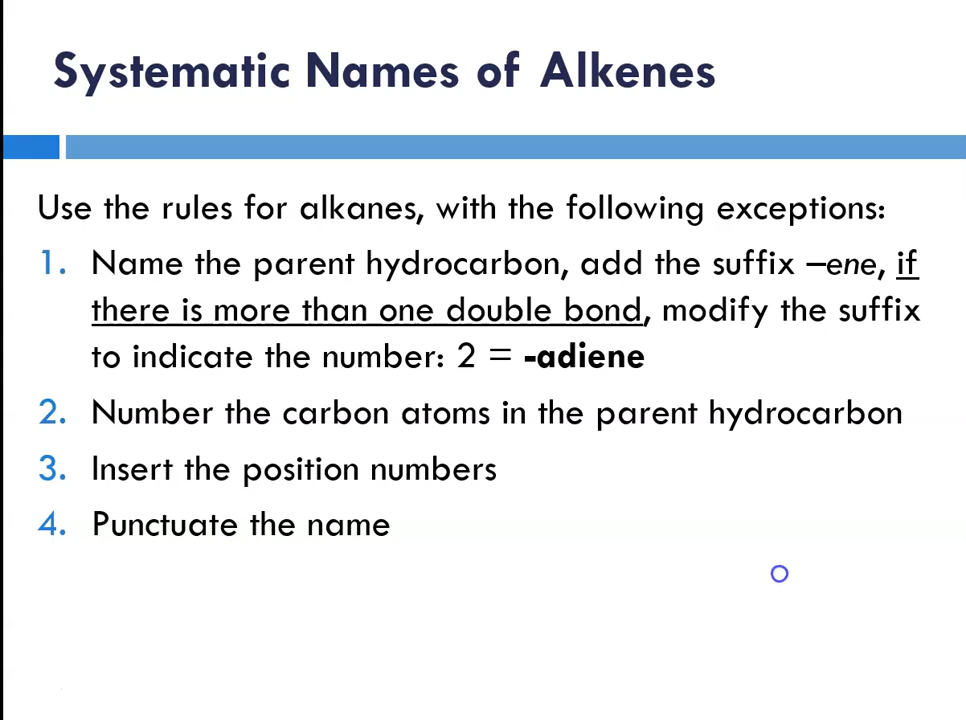 Systematic Names of Alkenes
Use the rules for alkanes, with the following exceptions:
1. Name the parent hydrocarbon, add the suffix –ene, if
there is more than one double bond, modify the suffix
to indicate the number: 2 = -adiene
2. Number the carbon atoms in the parent hydrocarbon
3. Insert the position numbers
4. Punctuate the name